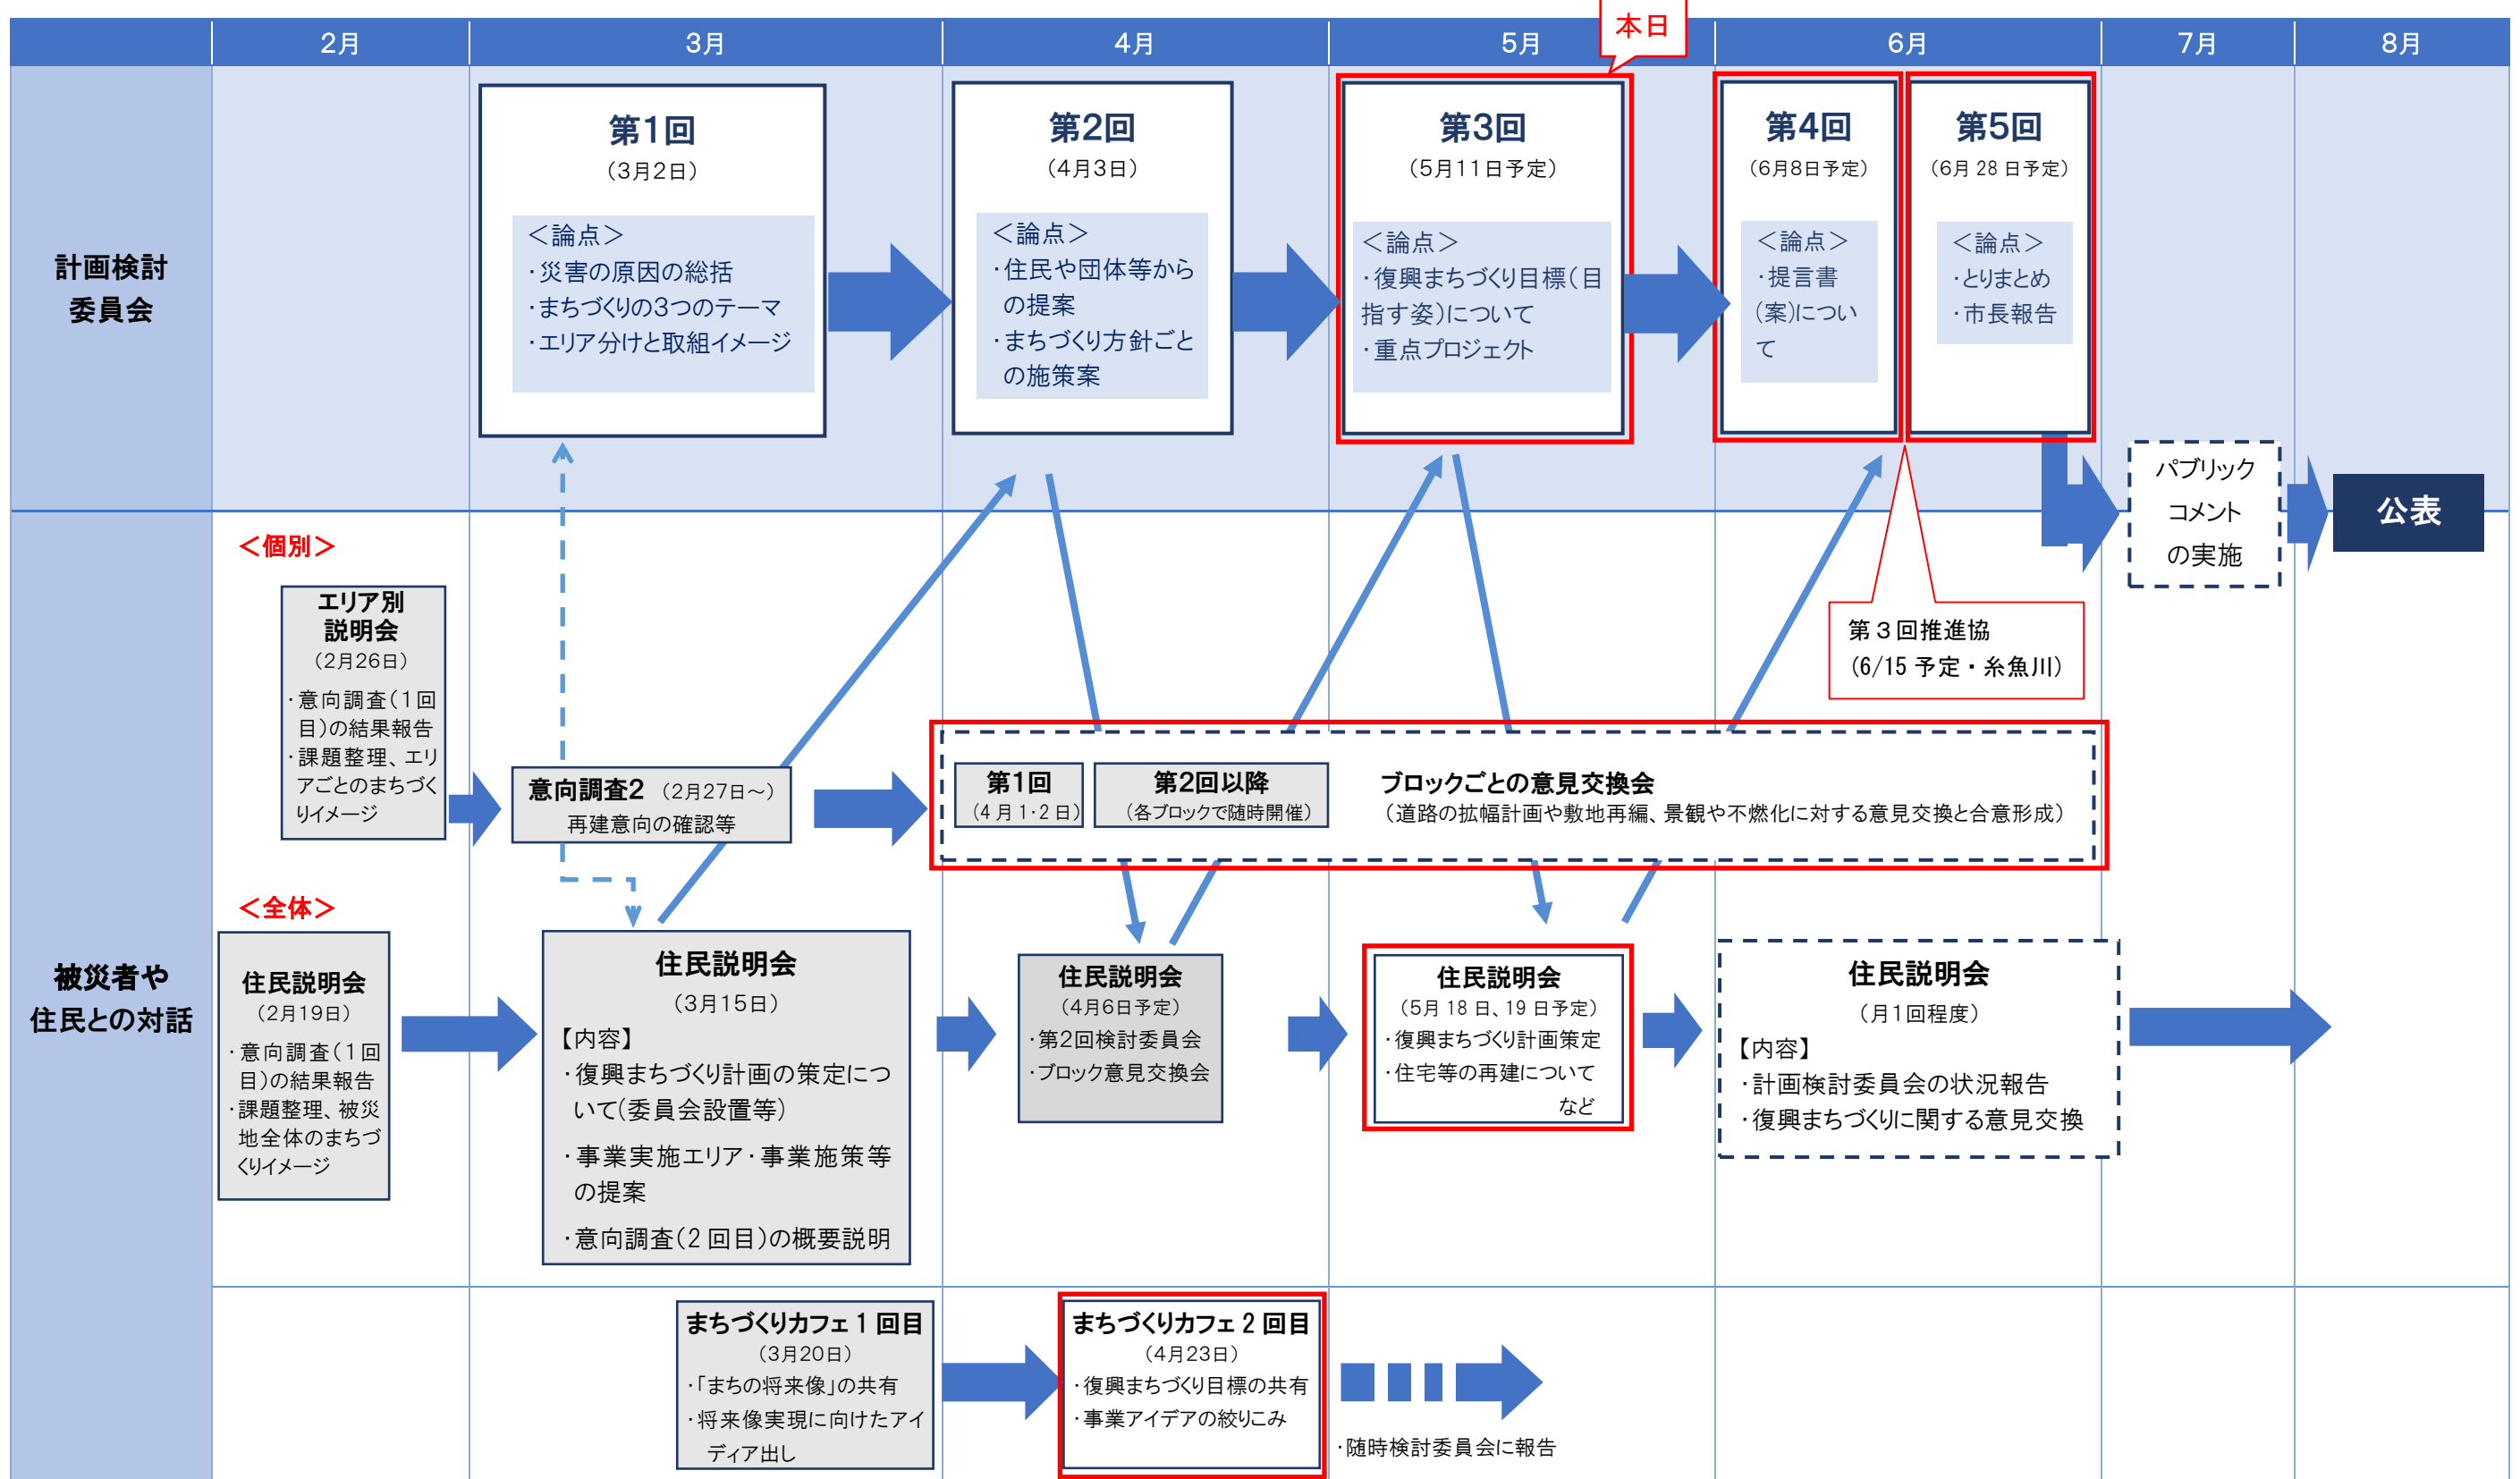 本日
2月 3月 4月 5月 6月 7月 8月
計画検討
委員会
第1回
（3月2日）
＜論点＞
・災害の原因の総括
・まちづくりの3つのテーマ
・エリア分けと取組イメージ
第2回
（4月3日）
＜論点＞
・住民や団体等から
の提案
・まちづくり方針ごと
の施策案
第3回
（5月11日予定）
＜論点＞
・復興まちづくり目標（目
指す姿）について
・重点プロジェクト
第4回
（6月8日予定）
＜論点＞
・提言書
（案)につい
て
第5回
（6月 28 日予定）
＜論点＞
・とりまとめ
・市長報告
パブリック
コメント
の実施
公表
第３回推進協
(6/15 予定・糸魚川)
被災者や
住民との対話
＜個別＞
エリア別
説明会
（2月26日）
・意向調査（1回
目）の結果報告
・課題整理、エリ
アごとのまちづく
りイメージ
意向調査2 （2月27日～）
再建意向の確認等
第1回
（4 月 1・2 日）
第2回以降
（各ブロックで随時開催）
ブロックごとの意見交換会
（道路の拡幅計画や敷地再編、景観や不燃化に対する意見交換と合意形成）
＜全体＞
住民説明会
（2月19日）
・意向調査（1回
目）の結果報告
・課題整理、被災
地全体のまちづ
くりイメージ
住民説明会
（3月15日）
【内容】
・復興まちづくり計画の策定につ
いて（委員会設置等）
・事業実施エリア・事業施策等
の提案
・意向調査（2 回目）の概要説明
住民説明会
（4月6日予定）
・第2回検討委員会
・ブロック意見交換会
住民説明会
（5月 18 日、19 日予定）
・復興まちづくり計画策定
・住宅等の再建について
など
住民説明会
（月1回程度）
【内容】
・計画検討委員会の状況報告
・復興まちづくりに関する意見交換
まちづくりカフェ 1 回目
（3月20日）
・「まちの将来像」の共有
・将来像実現に向けたアイ
ディア出し
まちづくりカフェ 2 回目
（4月23日）
・復興まちづくり目標の共有
・事業アイデアの絞りこみ
・随時検討委員会に報告